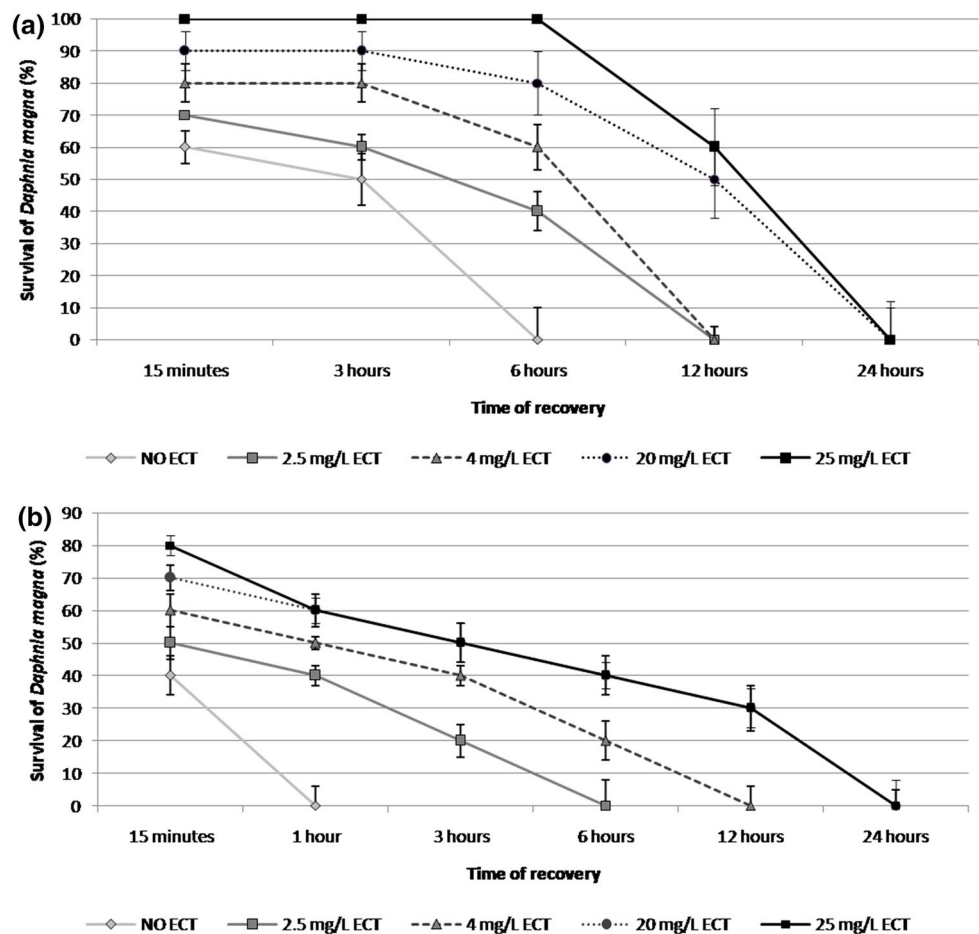 (a)
Survival of Daphnia magna (%)
100
90
80
70
60
50
40
30
20
10
0
15 minutes 3 hours 6 hours 12 hours 24 hours
Time of recovery
NO ECT 2.5 mg/L ECT 4 mg/L ECT 20 mg/L ECT 25 mg/L ECT
(b)
Survival of Daphnia magna (%)
90
80
70
60
50
40
30
20
10
0
15 minutes 1 hour 3 hours 6 hours 12 hours 24 hours
Time of recovery
NO ECT 2.5 mg/L ECT 4 mg/L ECT 20 mg/L ECT 25 mg/L ECT